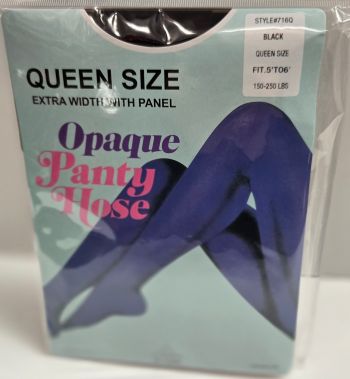 STYLE#716Q
BLACK
QUEEN SIZE
FIT.5'TO6'
150-250 LBS
QUEEN SIZE
EXTRA WIDTH WITH PANEL
Opaque
Panty
Hose